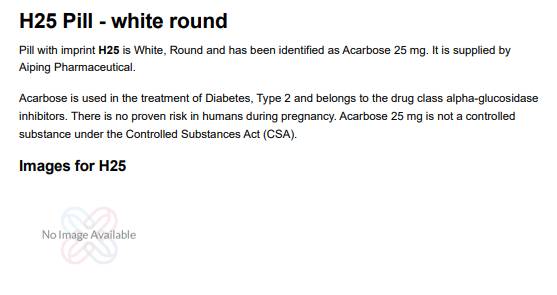 H25 Pill - white round
Pill with imprint H25 is White, Round and has been identified as Acarbose 25 mg. It is supplied by
Aiping Pharmaceutical.
Acarbose is used in the treatment of Diabetes, Type 2 and belongs to the drug class alpha-glucosidase
inhibitors. There is no proven risk in humans during pregnancy. Acarbose 25 mg is not a controlled
substance under the Controlled Substances Act (CSA).
Images for H25
No Image Available